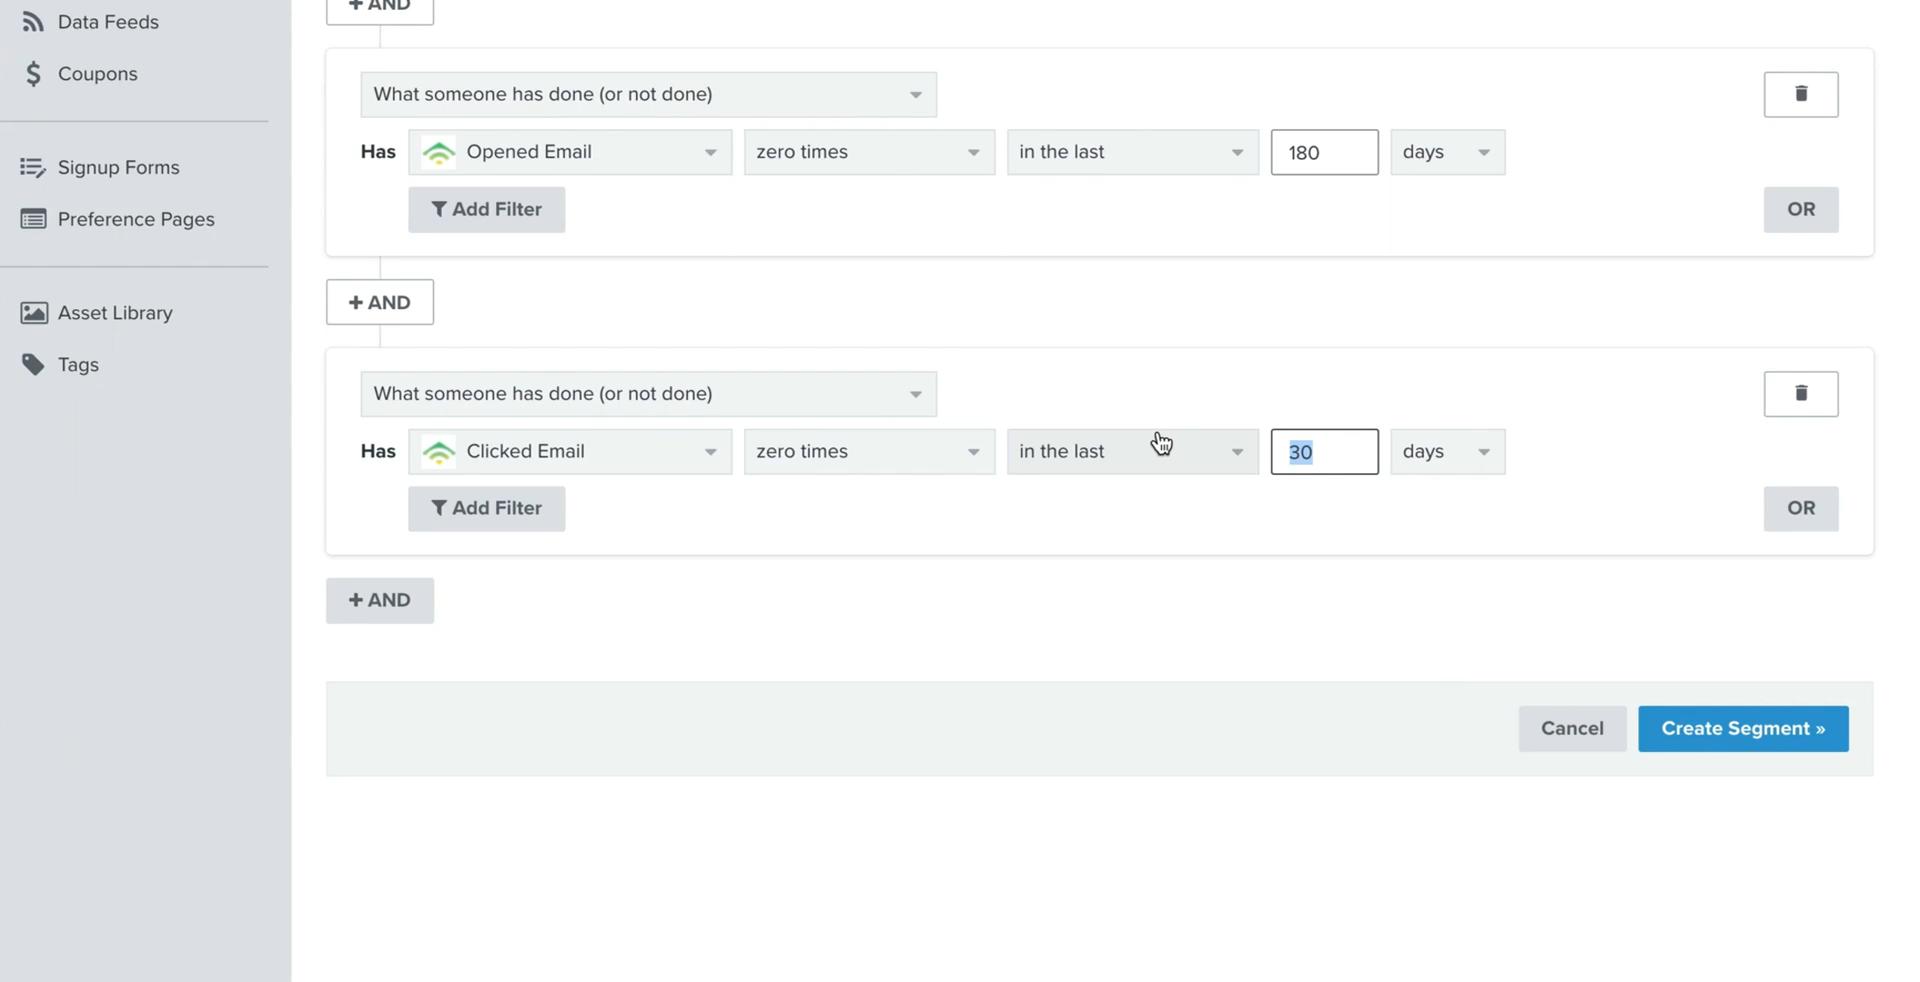 Data Feeds
Coupons
Signup Forms
Preference Pages
Asset Library
Tags
+ AND
What someone has done (or not done)
Has Opened Email zero times in the last 180 days
Add Filter OR
+ AND
What someone has done (or not done)
Has Clicked Email zero times in the last 30 days
Add Filter OR
+ AND
Cancel Create Segment »